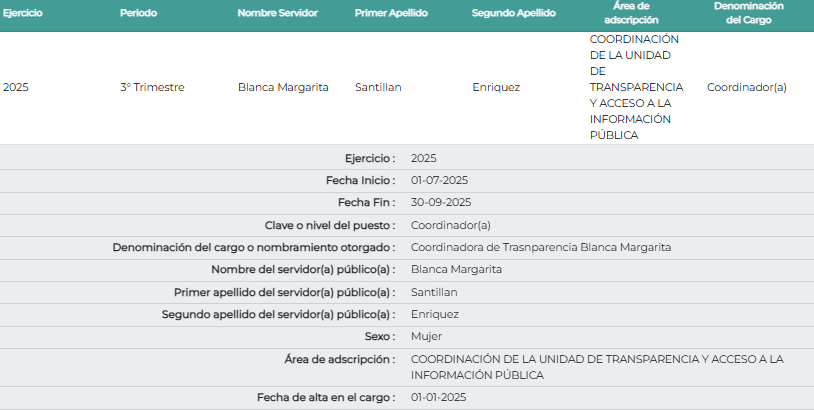 Ejercicio Periodo Nombre Servidor Primer Apellido Segundo Apellido Área de adscripción Denominación del Cargo
2025 3° Trimestre Blanca Margarita Santillan Enriquez COORDINACIÓN DE LA UNIDAD DE TRANSPARENCIA Y ACCESO A LA INFORMACIÓN PÚBLICA Coordinador(a)
Ejercicio : 2025
Fecha Inicio : 01-07-2025
Fecha Fin : 30-09-2025
Clave o nivel del puesto : Coordinador(a)
Denominación del cargo o nombramiento otorgado : Coordinadora de Trasnparencia Blanca Margarita
Nombre del servidor(a) público(a) : Blanca Margarita
Primer apellido del servidor(a) público(a) : Santillan
Segundo apellido del servidor(a) público(a) : Enriquez
Sexo : Mujer
Área de adscripción : COORDINACIÓN DE LA UNIDAD DE TRANSPARENCIA Y ACCESO A LA
INFORMACIÓN PÚBLICA
Fecha de alta en el cargo : 01-01-2025